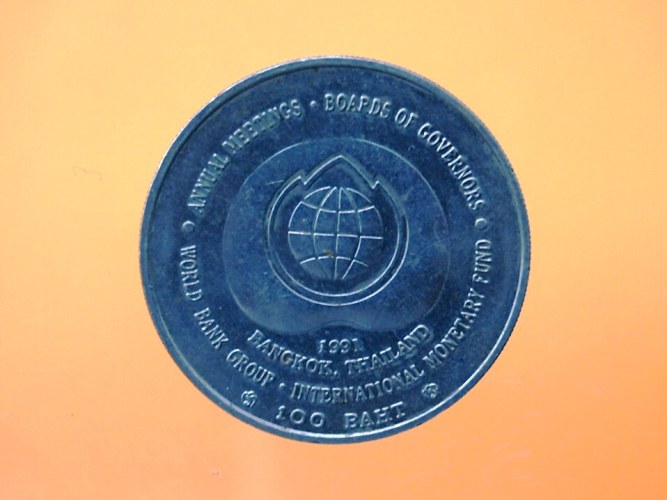 ANNUAL MEETINGS · BOARDS OF GOVERNORS
WORLD BANK GROUP · INTERNATIONAL MONETARY FUND
1991
BANGKOK, THAILAND
100 BAHT